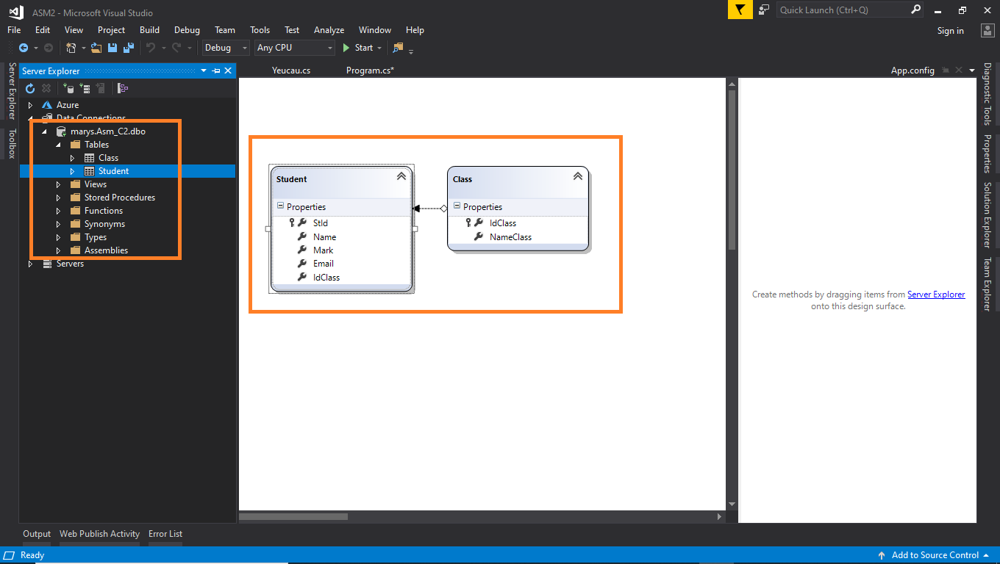 ASM2 - Microsoft Visual Studio
Quick Launch (Ctrl+Q)
File Edit View Project Build Debug Team Tools Test Analyze Window Help
Sign in
Debug Any CPU Start
Server Explorer
Toolbox
Server Explorer
Azure
Data Connections
marys.Asm_C2.dbo
Tables
Class
Student
Views
Stored Procedures
Functions
Synonyms
Types
Assemblies
Servers
Yeucau.cs Program.cs* App.config
Student
Properties
StId
Name
Mark
Email
IdClass
Class
Properties
IdClass
NameClass
Create methods by dragging items from Server Explorer
onto this design surface.
Diagnostic Tools
Properties
Solution Explorer
Team Explorer
Output Web Publish Activity Error List
Ready
Add to Source Control